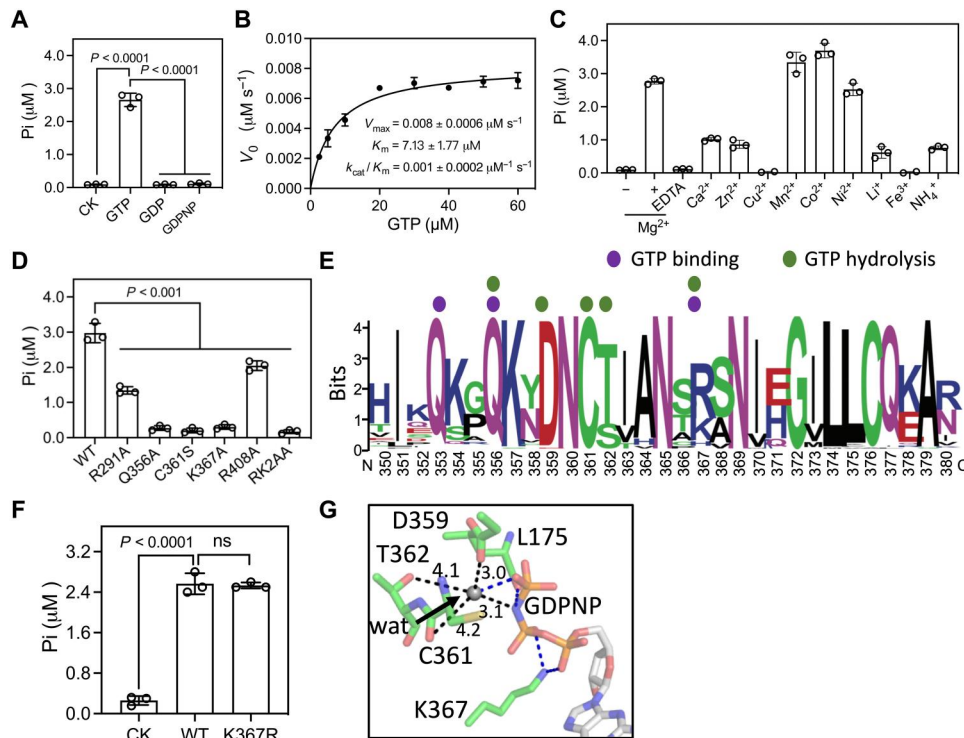 A
Pi (μM)
4.0
3.0
2.0
1.0
0.0
P < 0.0001
P < 0.0001
CK
GTP
GDP
GDPNP
B
V0 (μM s−1)
0.010
0.008
0.006
0.004
0.002
0.000
Vmax = 0.008 ± 0.0006 μM s−1
Km = 7.13 ± 1.77 μM
kcat / Km = 0.001 ± 0.0002 μM−1 s−1
0 20 40 60
GTP (μM)
C
Pi (μM)
5.0
4.0
3.0
2.0
1.0
0.0
− + EDTA Ca2+ Zn2+ Cu2+ Mn2+ Co2+ Ni2+ Li+ Fe3+ NH4+
Mg2+
D
Pi (μM)
4.0
3.0
2.0
1.0
0.0
P < 0.001
WT R291A Q356A C361S K367A R408A RK2AA
E
GTP binding
GTP hydrolysis
Bits
4
3
2
1
0
N 350 351 352 353 354 355 356 357 358 359 360 361 362 363 364 365 366 367 368 369 370 371 372 373 374 375 376 377 378 379 380 C
F
Pi (μM)
3.2
2.4
1.6
0.8
0.0
P < 0.0001
ns
CK WT K367R
G
D359
L175
T362
4.1
3.0
GDPNP
3.1
wat
4.2
C361
K367